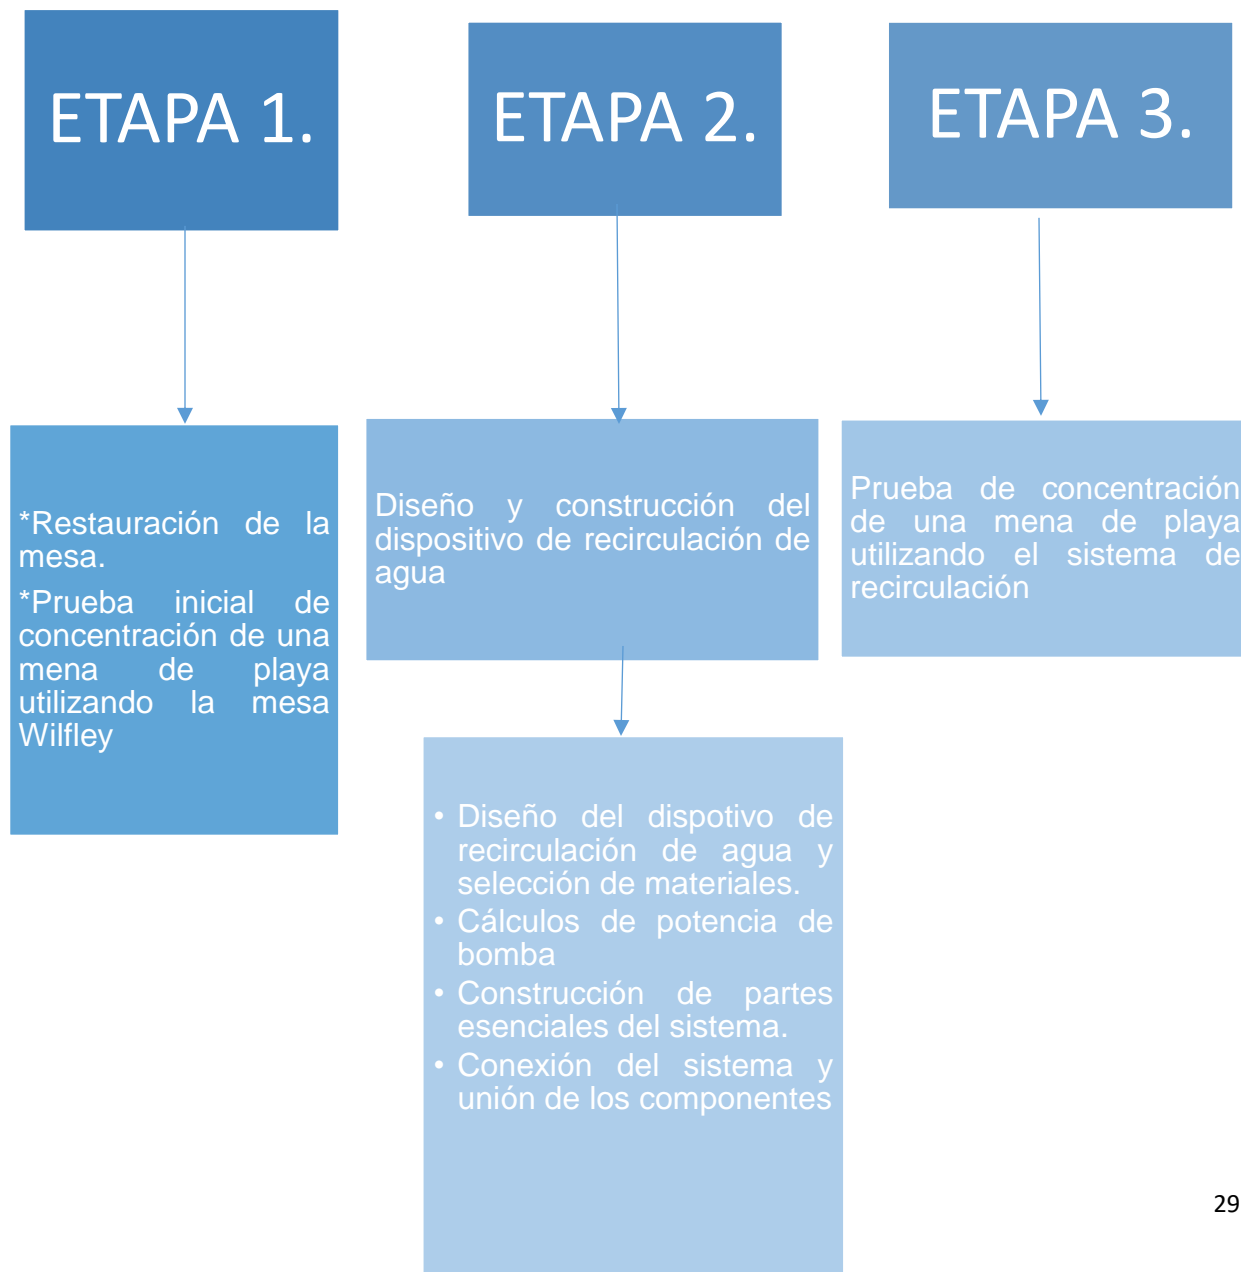 ETAPA 1.
*Restauración de la
mesa.
*Prueba inicial de
concentración de una
mena de playa
utilizando la mesa
Wilfley
ETAPA 2.
Diseño y construcción del
dispositivo de recirculación de
agua
• Diseño del dispotivo de
recirculación de agua y
selección de materiales.
• Cálculos de potencia de
bomba
• Construcción de partes
esenciales del sistema.
• Conexión del sistema y
unión de los componentes
ETAPA 3.
Prueba de concentración
de una mena de playa
utilizando el sistema de
recirculación
29